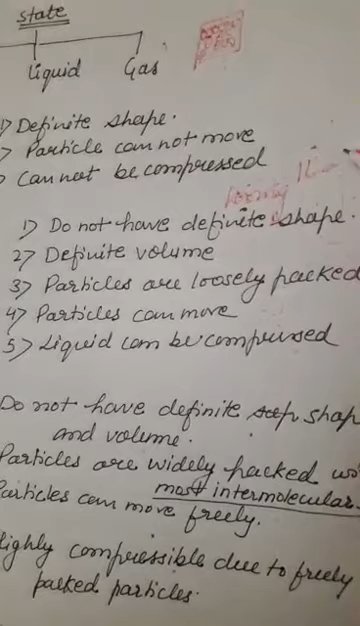 state
Liquid Gas
1) Definite shape.
Particle can not move
Cannot be compressed
1) Do not have definite shape.
2) Definite volume
3) Particles are loosely packed
4) Particles can move
5) Liquid can be compressed
Do not have definite shap
and volume.
Particles are widely packed
most intermolecular
Particles can move freely.
Highly compressible due to freely
packed particles.